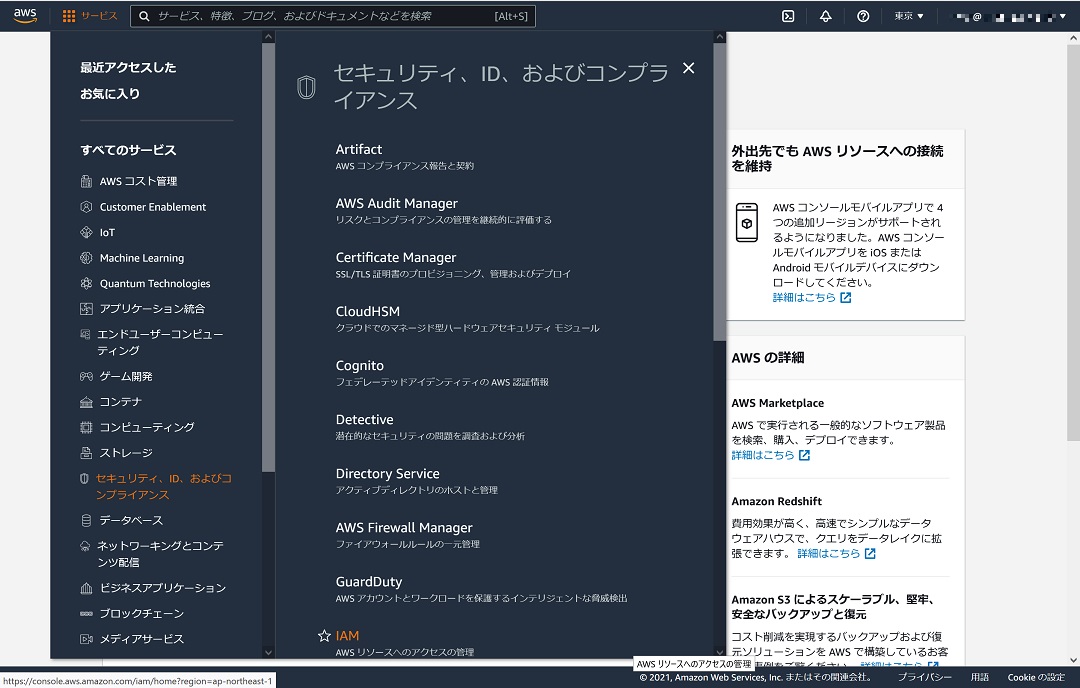 aws
サービス
サービス、特徴、ブログ、およびドキュメントなどを検索
[Alt+S]
東京 ▼
@
最近アクセスした
お気に入り
すべてのサービス
AWS コスト管理
Customer Enablement
IoT
Machine Learning
Quantum Technologies
アプリケーション統合
エンドユーザーコンピュー
ティング
ゲーム開発
コンテナ
コンピューティング
ストレージ
セキュリティ、ID、およびコ
ンプライアンス
データベース
ネットワーキングとコンテ
ンツ配信
ビジネスアプリケーション
ブロックチェーン
メディアサービス
セキュリティ、ID、およびコンプラ
イアンス
Artifact
AWS コンプライアンス報告と契約
AWS Audit Manager
リスクとコンプライアンスの管理を継続的に評価する
Certificate Manager
SSL/TLS 証明書のプロビジョニング、管理およびデプロイ
CloudHSM
クラウドでのマネージド型ハードウェアセキュリティ モジュール
Cognito
フェデレーテッドアイデンティティの AWS 認証情報
Detective
潜在的なセキュリティの問題を調査および分析
Directory Service
アクティブディレクトリのホストと管理
AWS Firewall Manager
ファイアウォールルールの一元管理
GuardDuty
AWS アカウントとワークロードを保護するインテリジェントな脅威検出
IAM
AWS リソースへのアクセスの管理
外出先でも AWS リソースへの接続
を維持
AWS コンソールモバイルアプリで 4
つの追加リージョンがサポートされ
るようになりました。AWS コンソー
ルモバイルアプリを iOS または
Android モバイルデバイスにダウン
ロードしてください。
詳細はこちら
AWS の詳細
AWS Marketplace
AWS で実行される一般的なソフトウェア製品
を検索、購入、デプロイできます。
詳細はこちら
Amazon Redshift
費用効果が高く、高速でシンプルなデータ
ウェアハウスで、クエリをデータレイクに拡
張できます。 詳細はこちら
Amazon S3 によるスケーラブル、堅牢、
安全なバックアップと復元
コスト削減を実現するバックアップおよび復
元ソリューションを AWS で構築しているお客
事例をご覧ください。 詳細はこちら
AWS リソースへのアクセスの管理
https://console.aws.amazon.com/iam/home?region=ap-northeast-1
© 2021, Amazon Web Services, Inc. またはその関連会社。
プライバシー
用語
Cookie の設定